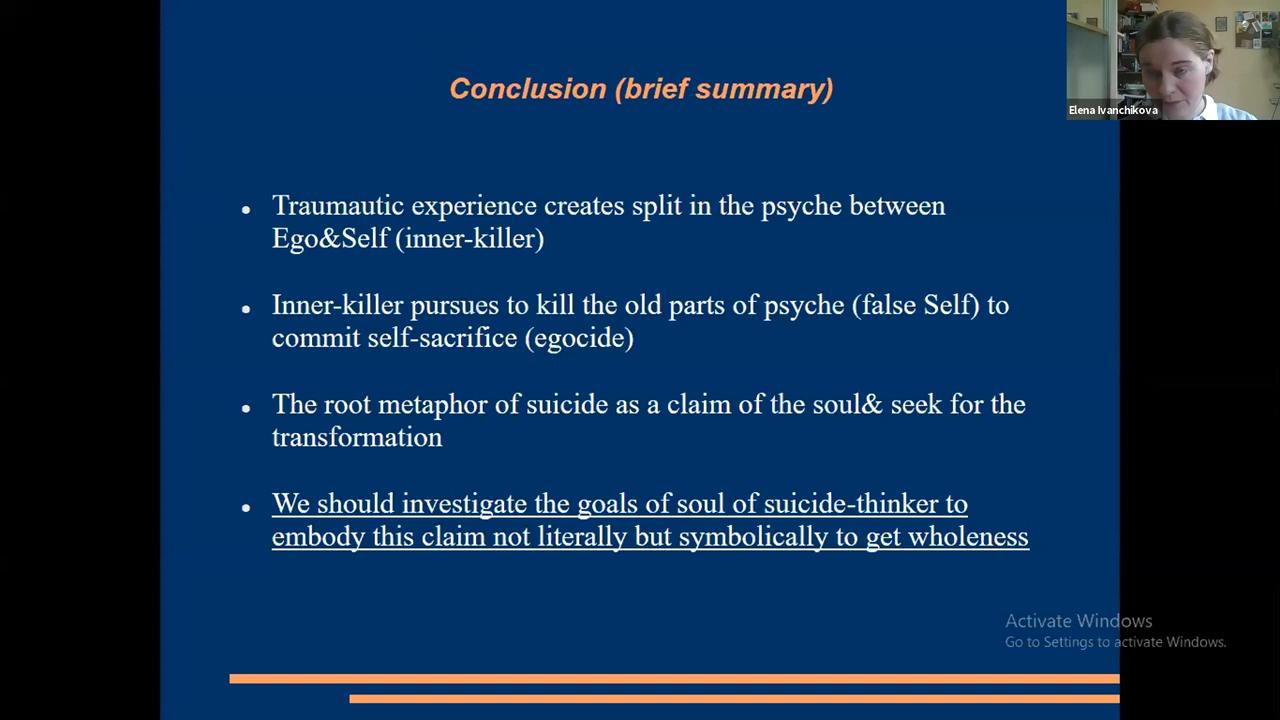 Conclusion (brief summary)
Elena Ivanchikova
Traumautic experience creates split in the psyche between
Ego&Self (inner-killer)
Inner-killer pursues to kill the old parts of psyche (false Self) to
commit self-sacrifice (egocide)
The root metaphor of suicide as a claim of the soul& seek for the
transformation
We should investigate the goals of soul of suicide-thinker to
embody this claim not literally but symbolically to get wholeness
Activate Windows
Go to Settings to activate Windows.